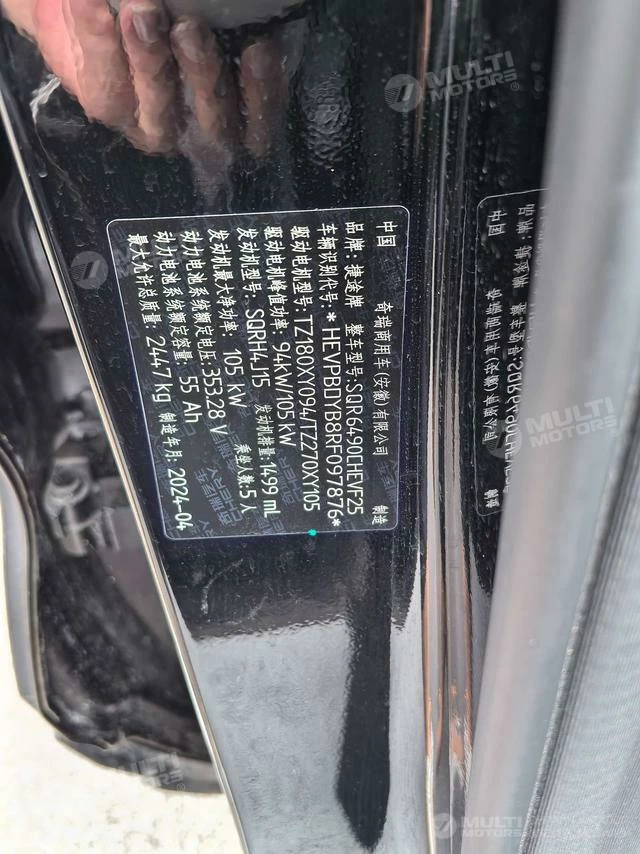 中国 奇瑞商用车(安徽)有限公司 制造
品牌: 捷途牌 整车型号:SQR6490CHEVF25
车辆识别代号:*HEVPBDYB8RF097876*
驱动电机型号:TZ180XY094/TZ270XY105
驱动电机峰值功率: 94kW/105 kW
发动机型号: SQRH4J15 发动机排量: 1499 mL
发动机最大净功率: 105 kW 乘坐人数:5 人
动力电池系统额定电压:353.28 V
动力电池系统额定容量: 55 Ah
最大允许总质量: 2447 kg 制造年月: 2024-04
MULTI
MOTORS®
MULTI
MOTORS
MULTI
MOTORS